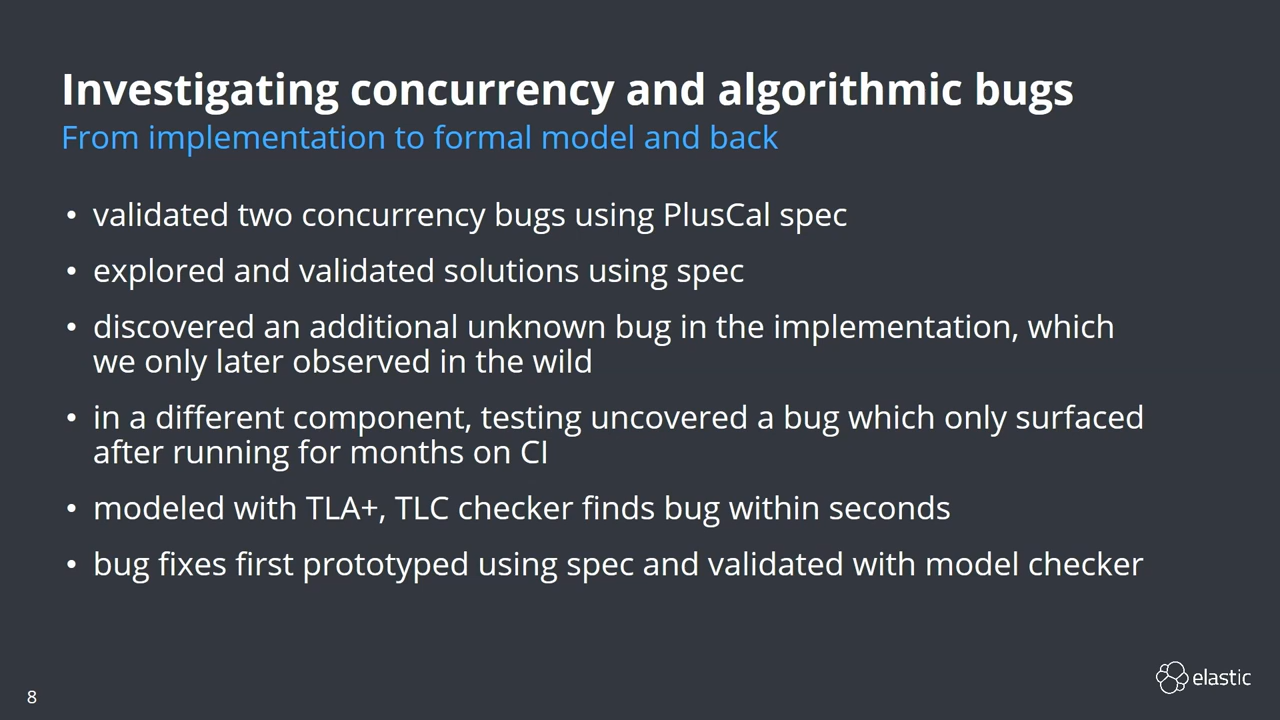 Investigating concurrency and algorithmic bugs
From implementation to formal model and back
• validated two concurrency bugs using PlusCal spec
• explored and validated solutions using spec
• discovered an additional unknown bug in the implementation, which
we only later observed in the wild
• in a different component, testing uncovered a bug which only surfaced
after running for months on CI
• modeled with TLA+, TLC checker finds bug within seconds
• bug fixes first prototyped using spec and validated with model checker
8
elastic